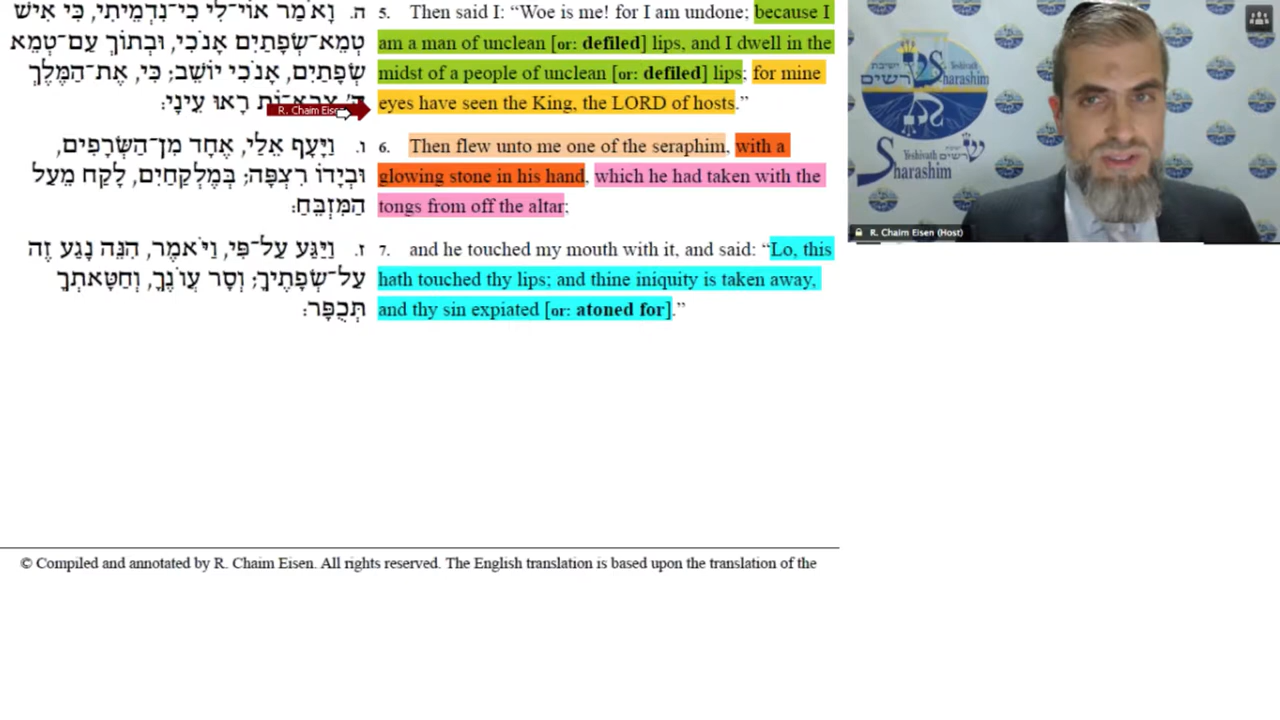 ה. וָאֹמַר אוֹי־לִי כִי־נִדְמֵיתִי, כִּי אִישׁ
טְמֵא־שְׂפָתַיִם אָנֹכִי, וּבְתוֹךְ עַם־טְמֵא
שְׂפָתַיִם, אָנֹכִי יוֹשֵׁב; כִּי, אֶת־הַמֶּלֶךְ
רָאוּ עֵינָי:
R. Chaim Eisen
ו. וַיָּעָף אֵלַי, אֶחָד מִן־הַשְּׂרָפִים,
וּבְיָדוֹ רִצְפָּה; בְּמֶלְקַחַיִם, לָקַח מֵעַל
הַמִּזְבֵּחַ:
ז. וַיַּגַּע עַל־פִּי, וַיֹּאמֶר, הִנֵּה נָגַע זֶה
עַל־שְׂפָתֶיךָ; וְסָר עֲוֹנֶךָ, וְחַטָּאתְךָ
תְּכֻפָּר:
5. Then said I: “Woe is me! for I am undone; because I
am a man of unclean [or: defiled] lips, and I dwell in the
midst of a people of unclean [or: defiled] lips; for mine
eyes have seen the King, the LORD of hosts.”
6. Then flew unto me one of the seraphim, with a
glowing stone in his hand, which he had taken with the
tongs from off the altar;
7. and he touched my mouth with it, and said: “Lo, this
hath touched thy lips; and thine iniquity is taken away,
and thy sin expiated [or: atoned for].”
© Compiled and annotated by R. Chaim Eisen. All rights reserved. The English translation is based upon the translation of the
ישיבת
שרשים
Sharashim
Yeshivath
Sharashim
R. Chaim Eisen (Host)